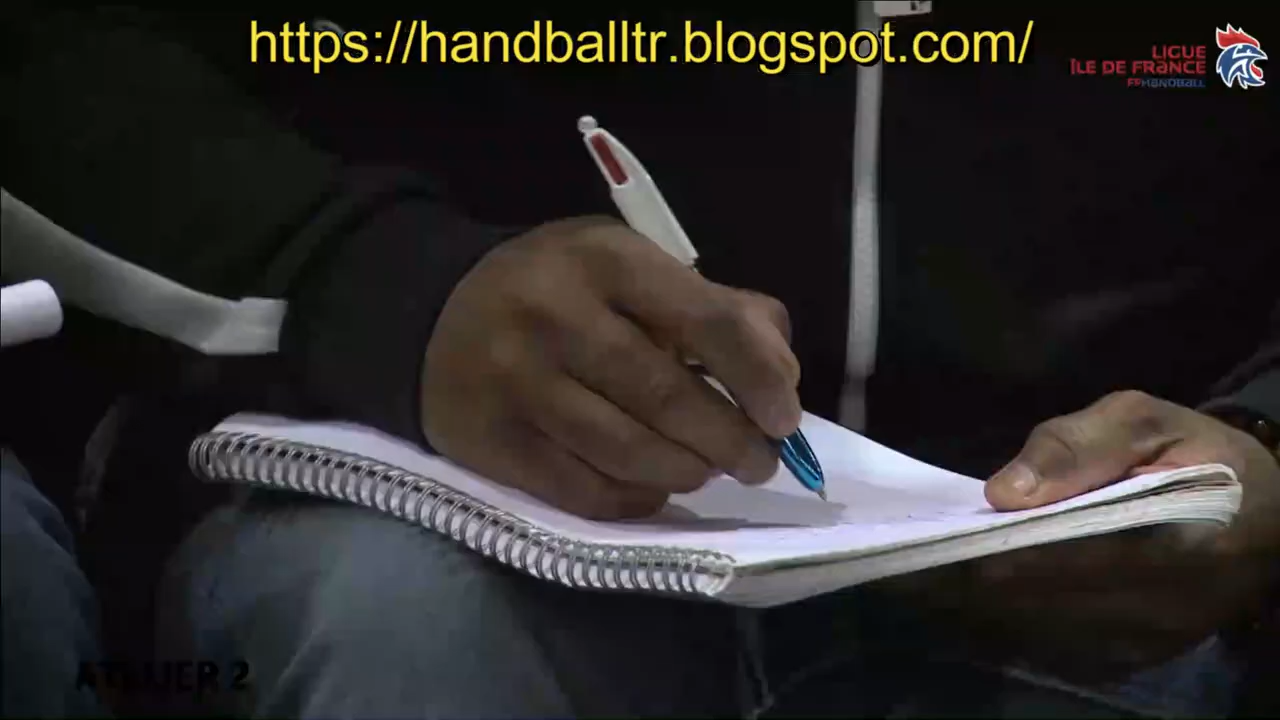 https://handballtr.blogspot.com/
LIGUE
ÎLE DE FRANCE
FFHANDBALL
ATELIER 2